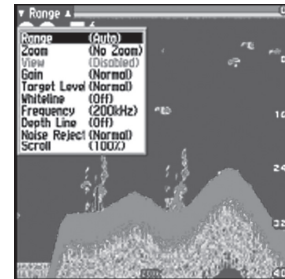 ▼ Range ▲
Range (Auto)
Zoom (No Zoom)
View (Disabled)
Gain (Normal)
Target Level (Normal)
Whiteline (Off)
Frequency (200kHz)
Depth Line (Off)
Noise Reject (Normal)
Scroll (100%)
24